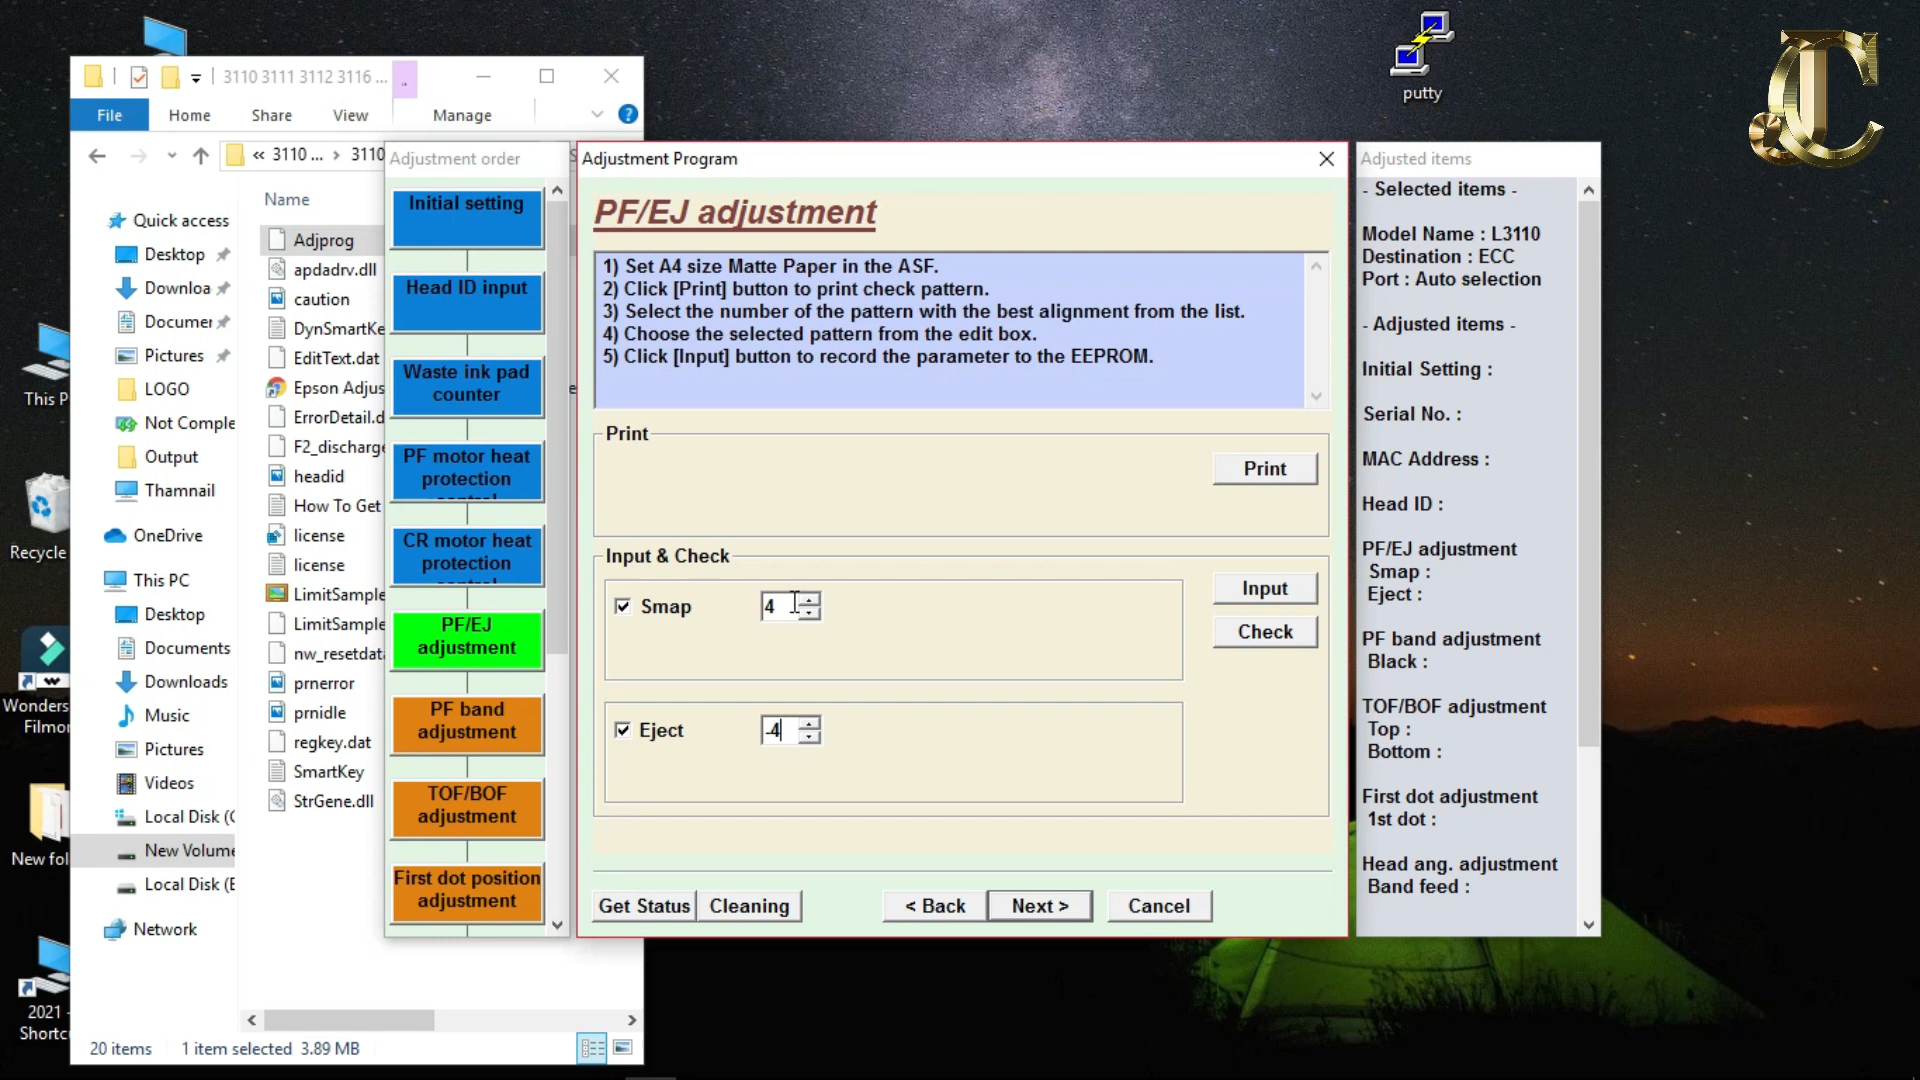 putty
JC
3110 3111 3112 3116 ...
File
Home
Share
View
Manage
« 3110 ... › 3110
Name
Quick access
Desktop
Downloa
Documer
Pictures
LOGO
Not Comple
Output
Thamnail
OneDrive
This PC
Desktop
Documents
Downloads
Music
Pictures
Videos
Local Disk (C
New Volume
Local Disk (E
Network
Adjprog
apdadrv.dll
caution
DynSmartKe
EditText.dat
Epson Adjus
ErrorDetail.d
F2_discharge
headid
How To Get
license
license
LimitSample
LimitSample
nw_resetdata
prnerror
prnidle
regkey.dat
SmartKey
StrGene.dll
20 items
1 item selected 3.89 MB
This P
Recycle
Wonders
Filmor
New fol
2021 -
Shortc
Adjustment order
Initial setting
Head ID input
Waste ink pad
counter
PF motor heat
protection
CR motor heat
protection
PF/EJ
adjustment
PF band
adjustment
TOF/BOF
adjustment
First dot position
adjustment
Adjustment Program
PF/EJ adjustment
1) Set A4 size Matte Paper in the ASF.
2) Click [Print] button to print check pattern.
3) Select the number of the pattern with the best alignment from the list.
4) Choose the selected pattern from the edit box.
5) Click [Input] button to record the parameter to the EEPROM.
Print
Print
Input & Check
Smap
4
Input
Check
Eject
-4
Get Status
Cleaning
< Back
Next >
Cancel
Adjusted items
- Selected items -
Model Name : L3110
Destination : ECC
Port : Auto selection
- Adjusted items -
Initial Setting :
Serial No. :
MAC Address :
Head ID :
PF/EJ adjustment
Smap :
Eject :
PF band adjustment
Black :
TOF/BOF adjustment
Top :
Bottom :
First dot adjustment
1st dot :
Head ang. adjustment
Band feed :